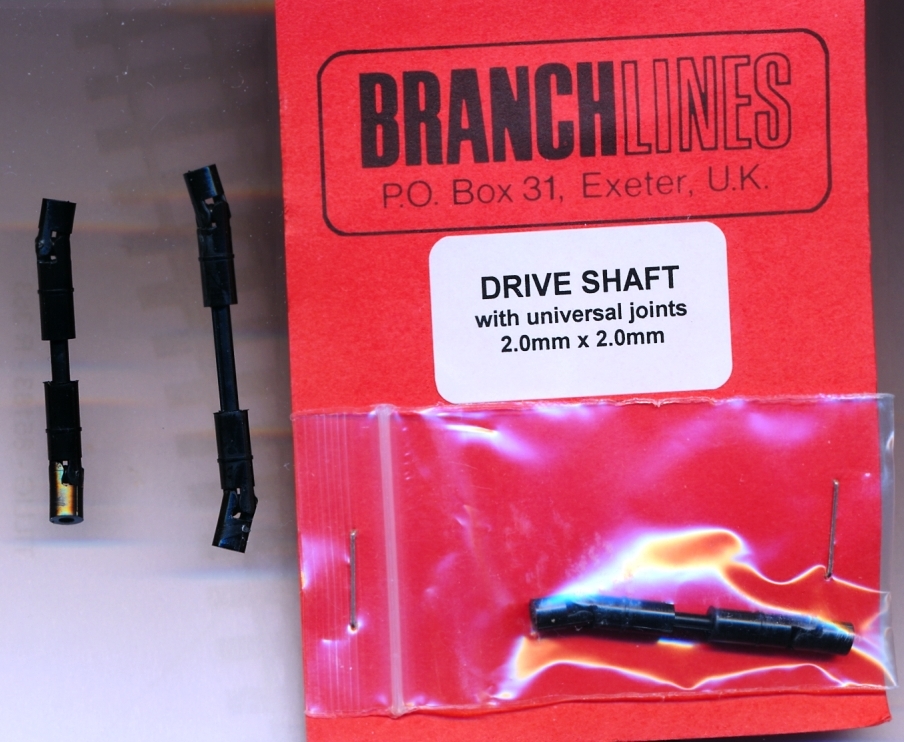 BRANCHLINES
P.O. Box 31, Exeter, U.K.
DRIVE SHAFT
with universal joints
2.0mm x 2.0mm